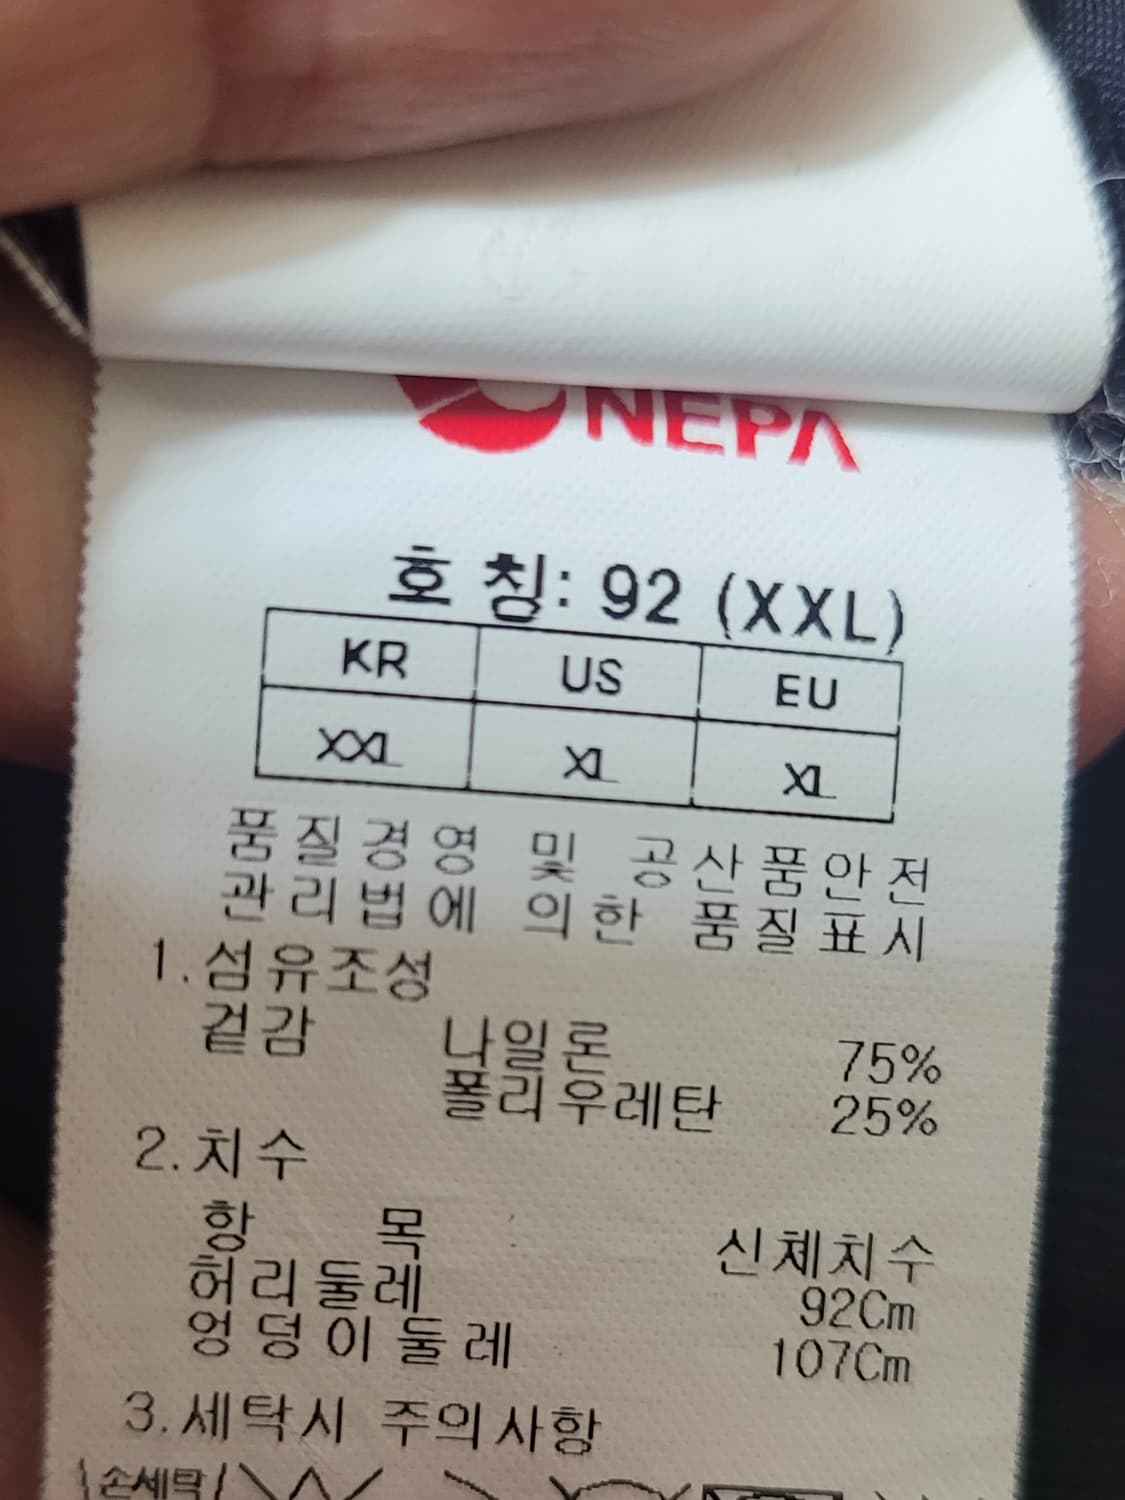 NEPA
호 칭: 92 (XXL)
KR US EU
XXL XL XL
품질경영 및 공산품안전
관리법에 의한 품질표시
1.섬유조성
겉감 나일론 75%
폴리우레탄 25%
2.치수
항 목 신체치수
허리둘레 92Cm
엉덩이둘레 107Cm
3.세탁시 주의사항
손세탁